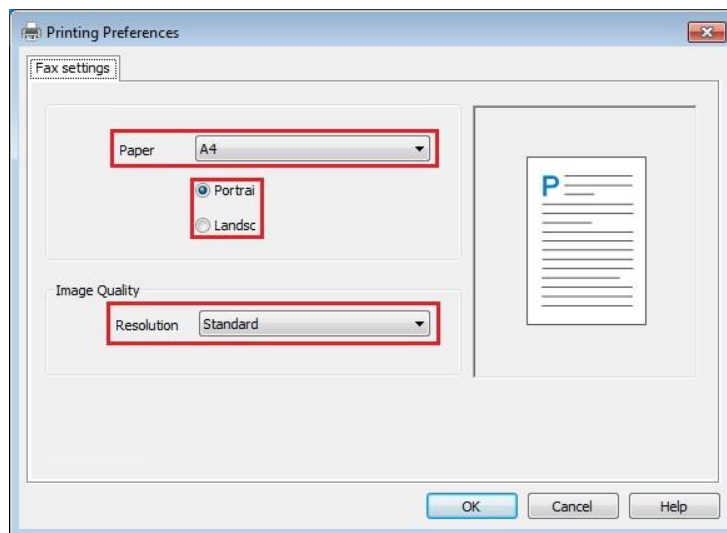 Printing Preferences
Fax settings
Paper A4
Portrai
Landsc
Image Quality
Resolution Standard
P
OK Cancel Help